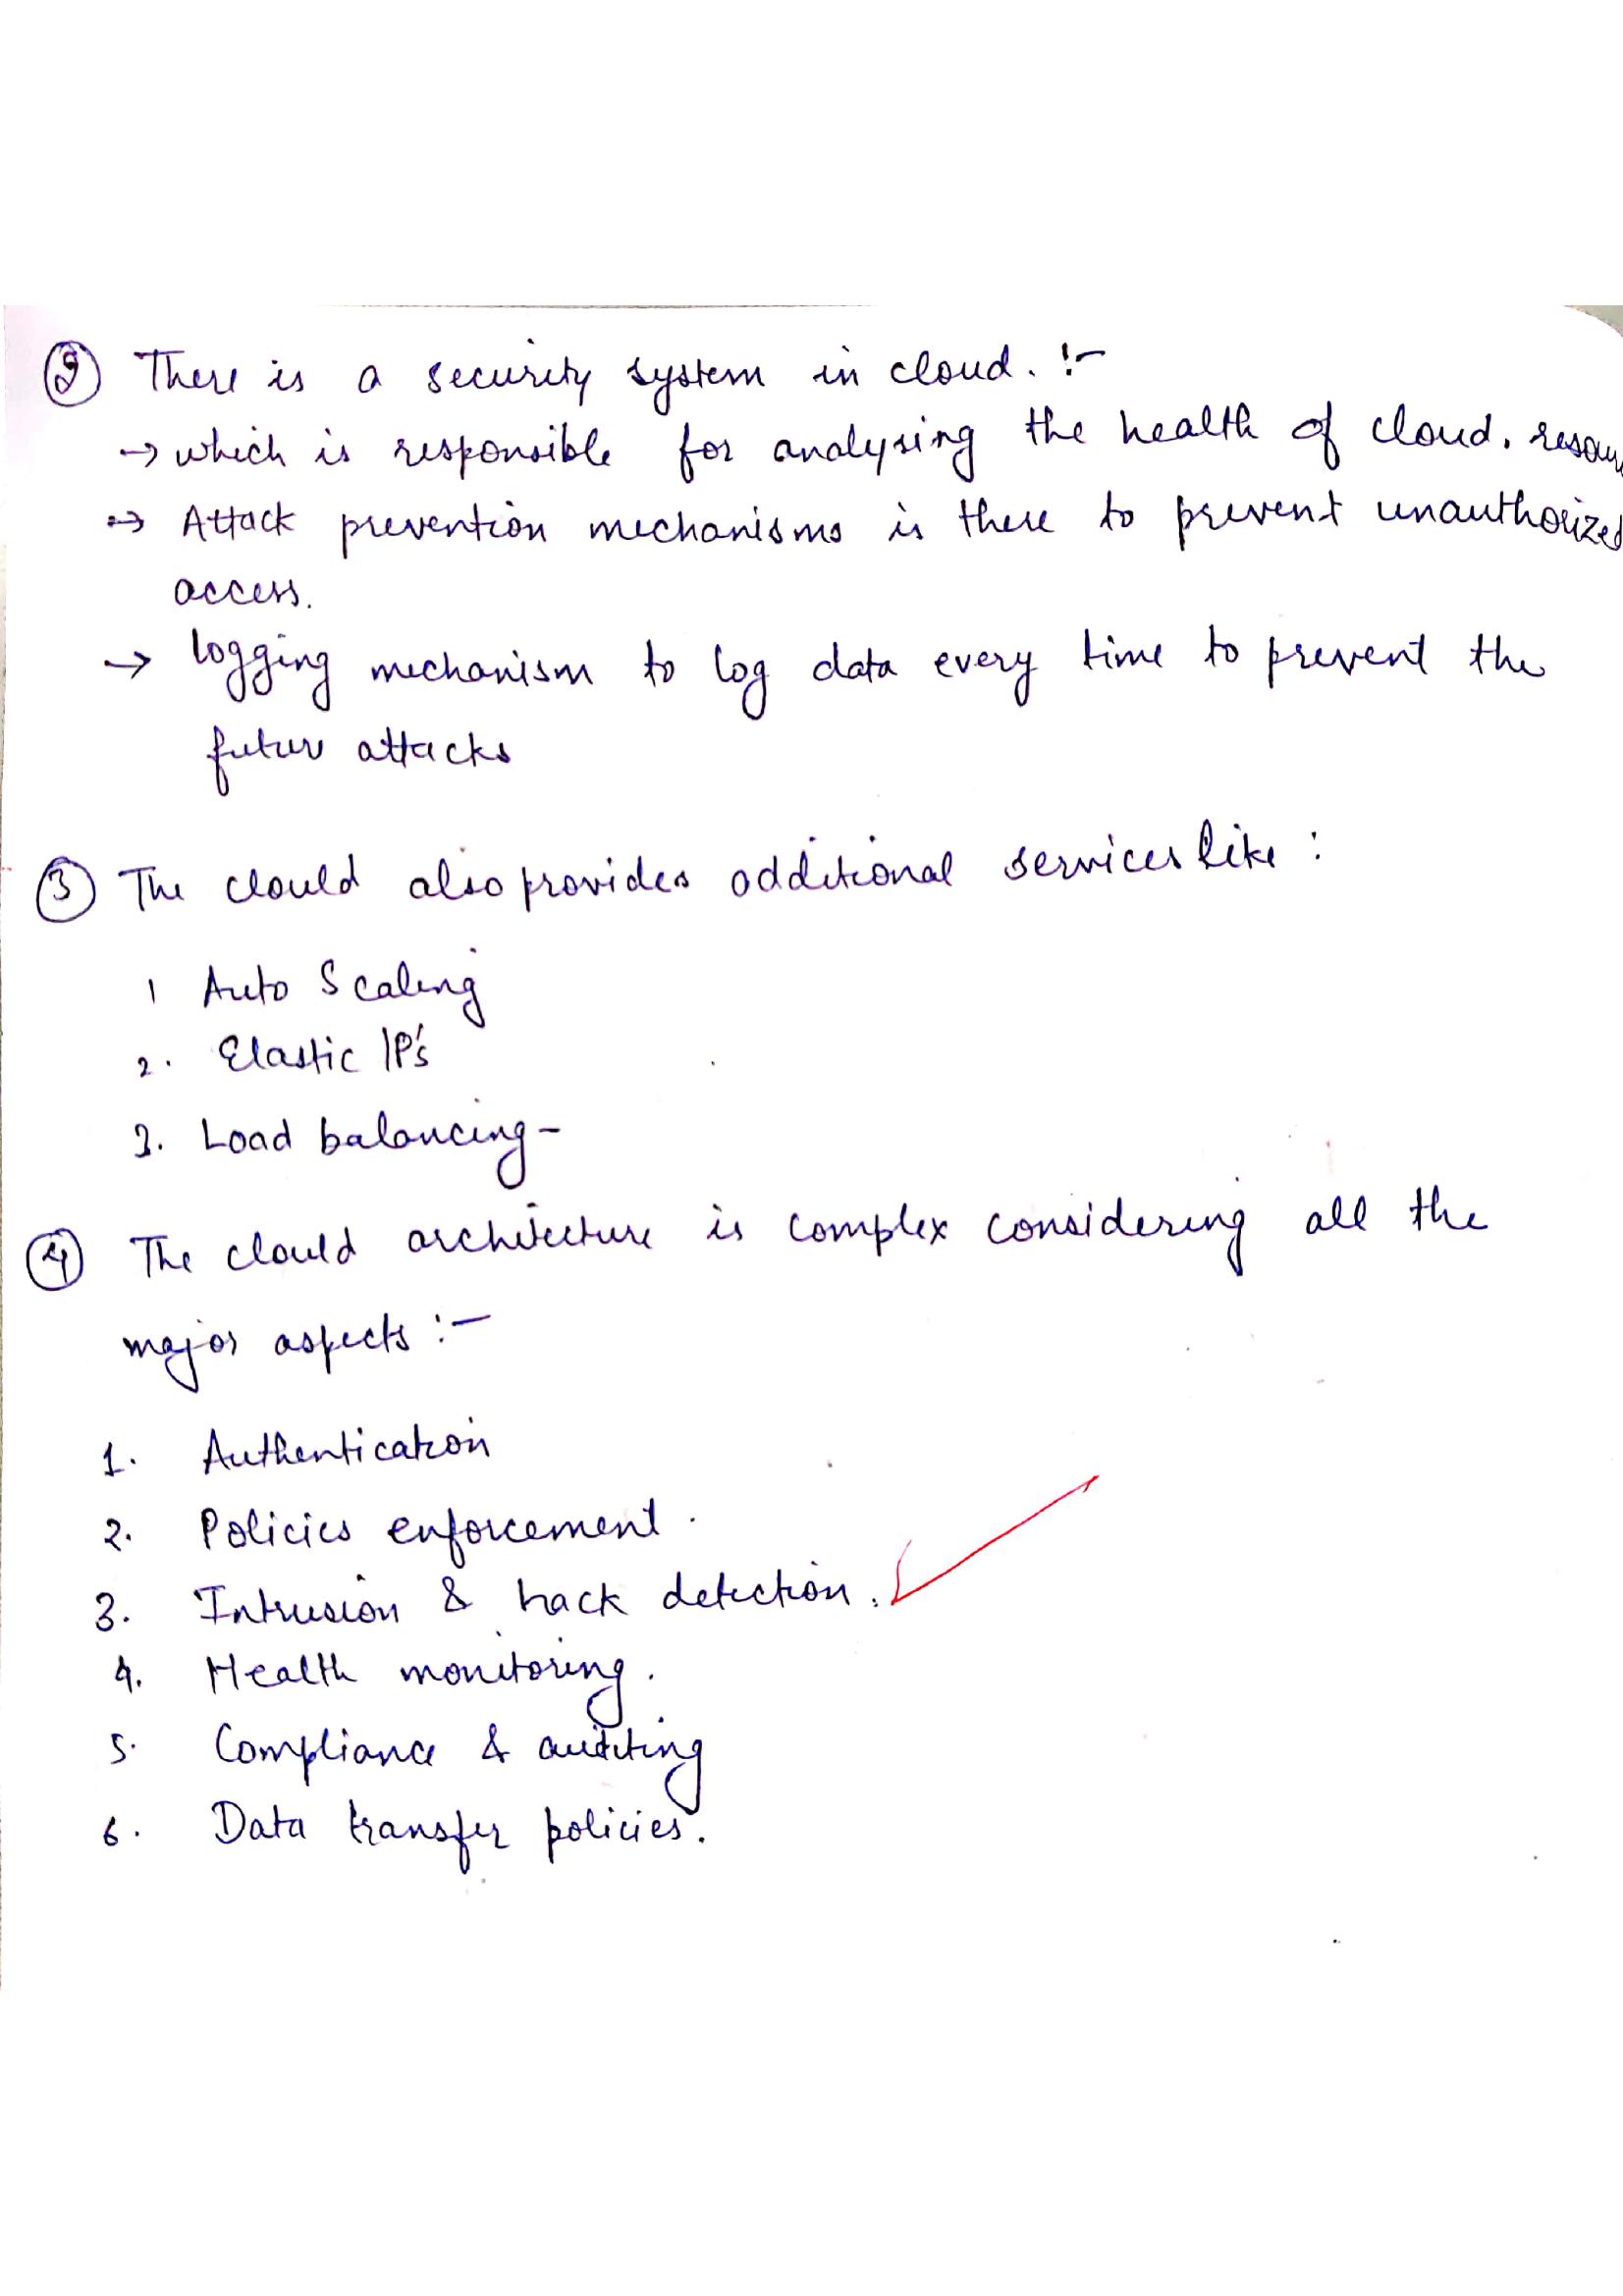 ② There is a security system in cloud. :-
→ which is responsible for analysing the health of cloud.
→ Attack prevention mechanisms is there to prevent unauthorized
access.
→ logging mechanism to log data every time to prevent the
future attacks
③ The clould also provides additional services like :
1 Auto Scaling
2. Elastic IP's
3. Load balancing -
④ The clould architecture is complex considering all the
major aspects :-
1. Authentication
2. Policies enforcement.
3. Intrusion & hack detection.
4. Health monitoring.
5. Compliance & auditing
6. Data transfer policies.